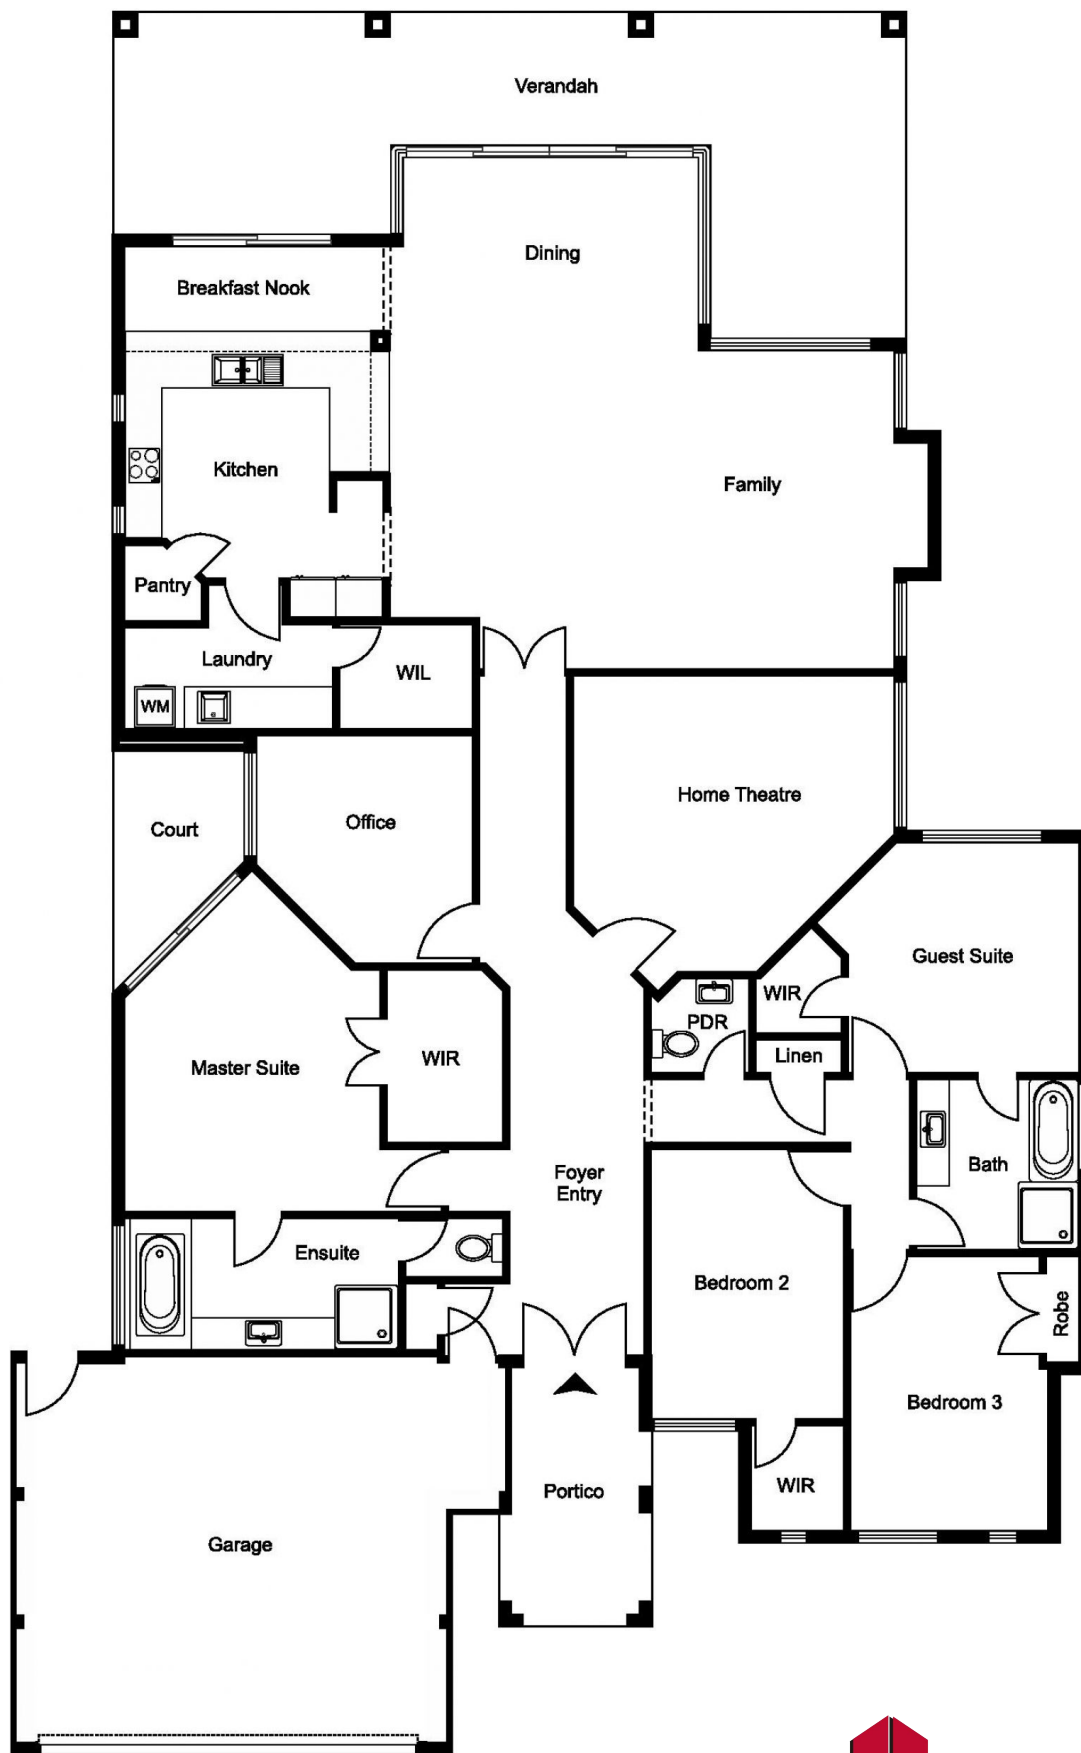 Verandah
Dining
Breakfast Nook
Kitchen
Family
Pantry
Laundry
WIL
WM
Home Theatre
Office
Court
Guest Suite
WIR
PDR
Linen
WIR
Master Suite
Bath
Foyer
Entry
Ensuite
Bedroom 2
Robe
Bedroom 3
WIR
Portico
Garage